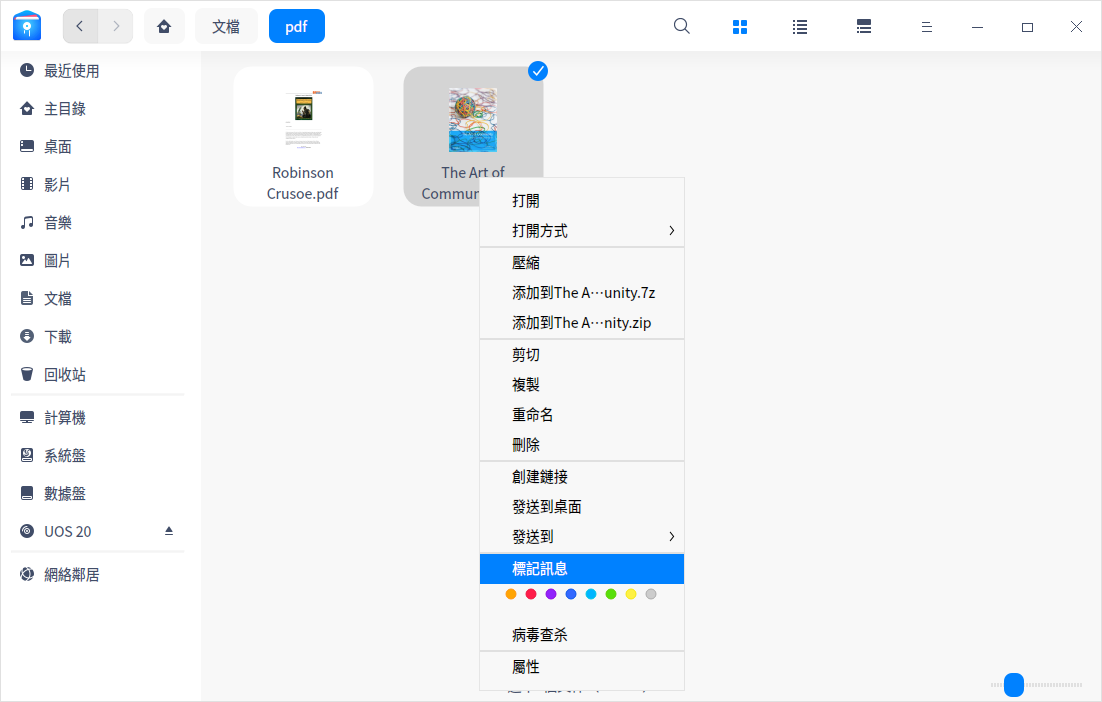 文檔
pdf
最近使用
主目錄
桌面
影片
音樂
圖片
文檔
下載
回收站
計算機
系統盤
數據盤
UOS 20
網絡鄰居
Robinson
Crusoe.pdf
The Art of
Commun
打開
打開方式
壓縮
添加到The A⋯unity.7z
添加到The A⋯nity.zip
剪切
複製
重命名
刪除
創建鏈接
發送到桌面
發送到
標記訊息
病毒查杀
屬性